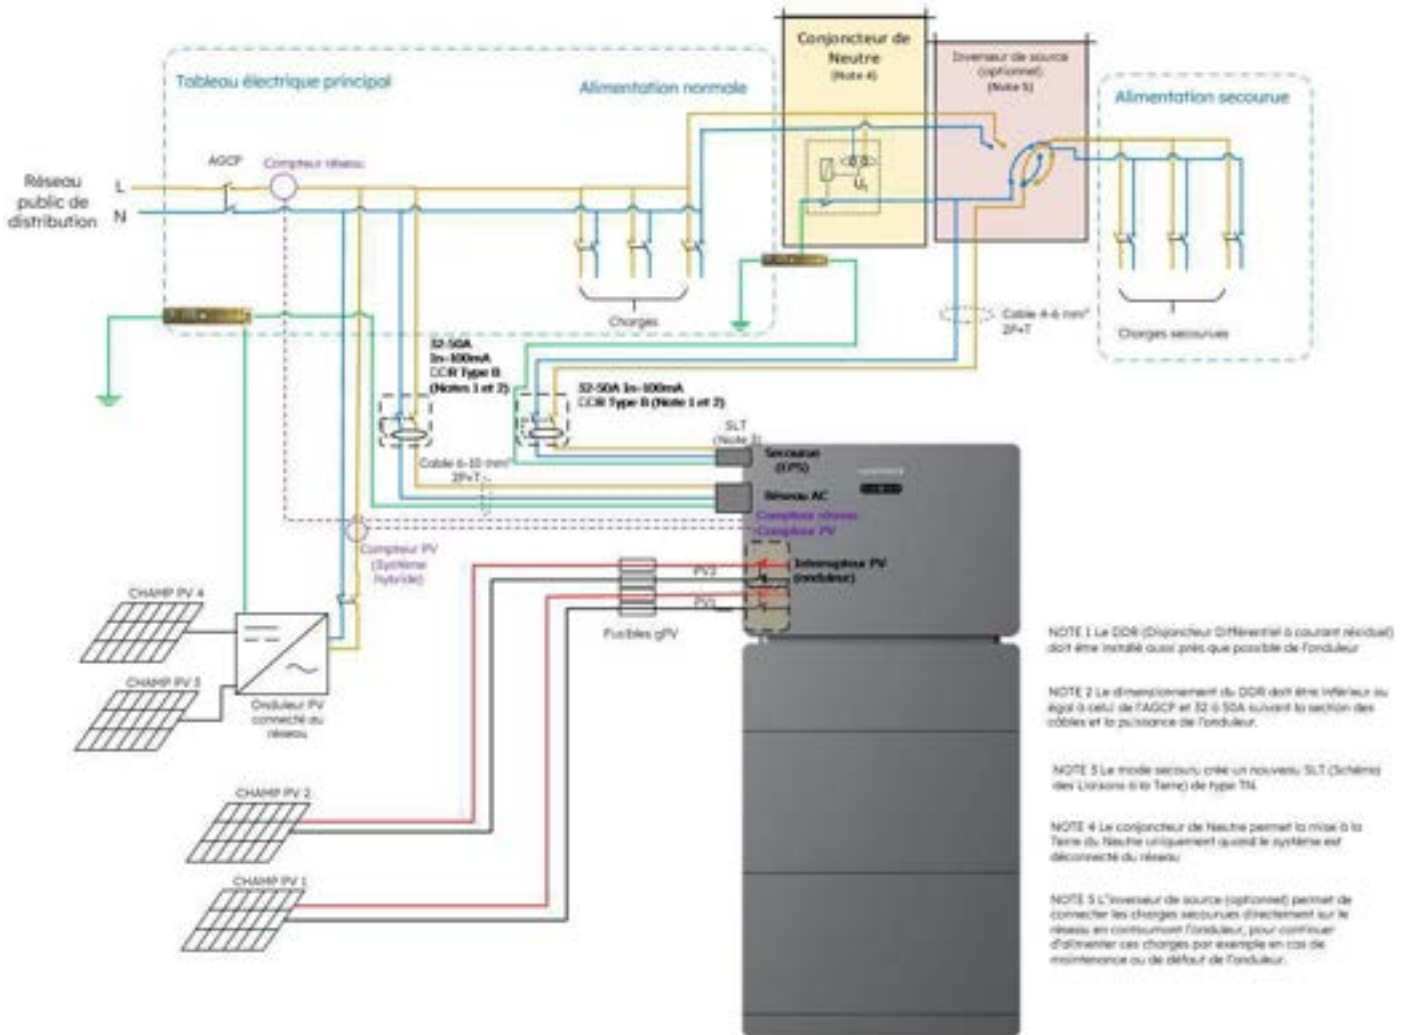 Conjoncteur de
Neutre
(Note 4)
Inverseur de source
(optionnel)
(Note 5)
Tableau électrique principal
Alimentation normale
Alimentation secourue
AGCP
Compteur réseau
Réseau
public de
distribution
L
N
U1
Charges
Cable 4-6 mm²
2P+T
Charges secourues
32-50A
In-100mA
DDR Type B
(Notes 1 et 2)
32-50A In-100mA
DDR Type B (Note 1 et 2)
SLT
(Note 3)
Secourue
(EPS)
Cable 6-10 mm²
2P+T
Réseau AC
Compteur réseau
Compteur PV
Compteur PV
(Système
hybride)
Interrupteur PV
(onduleur)
PV2
PV1
Fusibles gPV
CHAMP PV 4
CHAMP PV 3
Onduleur PV
connecté au
réseau
CHAMP PV 2
CHAMP PV 1
NOTE 1 Le DDR (Disjoncteur Différentiel à courant résiduel)
doit être installé aussi près que possible de l'onduleur
NOTE 2 Le dimensionnement du DDR doit être inférieur ou
égal à celui de l'AGCP et 32 à 50A suivant la section des
câbles et la puissance de l'onduleur.
NOTE 3 Le mode secouru crée un nouveau SLT (Schéma
des Liaisons à la Terre) de type TN.
NOTE 4 Le conjoncteur de Neutre permet la mise à la
Terre du Neutre uniquement quand le système est
déconnecté du réseau
NOTE 5 L'inverseur de source (optionnel) permet de
connecter les charges secourues directement sur le
réseau en contournant l'onduleur, pour continuer
d'alimenter ces charges par exemple en cas de
maintenance ou de défaut de l'onduleur.